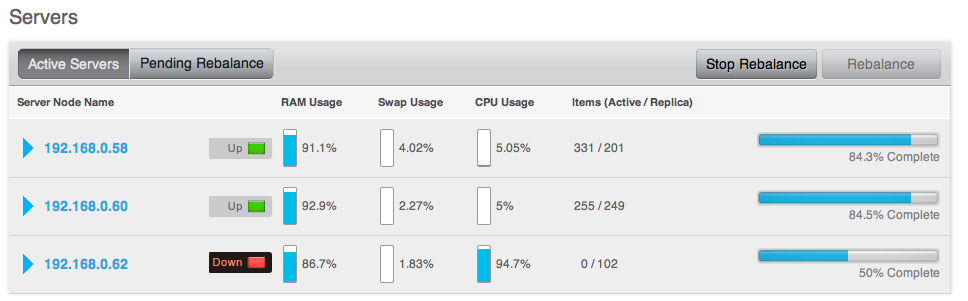 Servers
Active Servers Pending Rebalance Stop Rebalance Rebalance
Server Node Name RAM Usage Swap Usage CPU Usage Items (Active / Replica)
192.168.0.58 Up 91.1% 4.02% 5.05% 331 / 201
84.3% Complete
192.168.0.60 Up 92.9% 2.27% 5% 255 / 249
84.5% Complete
192.168.0.62 Down 86.7% 1.83% 94.7% 0 / 102
50% Complete